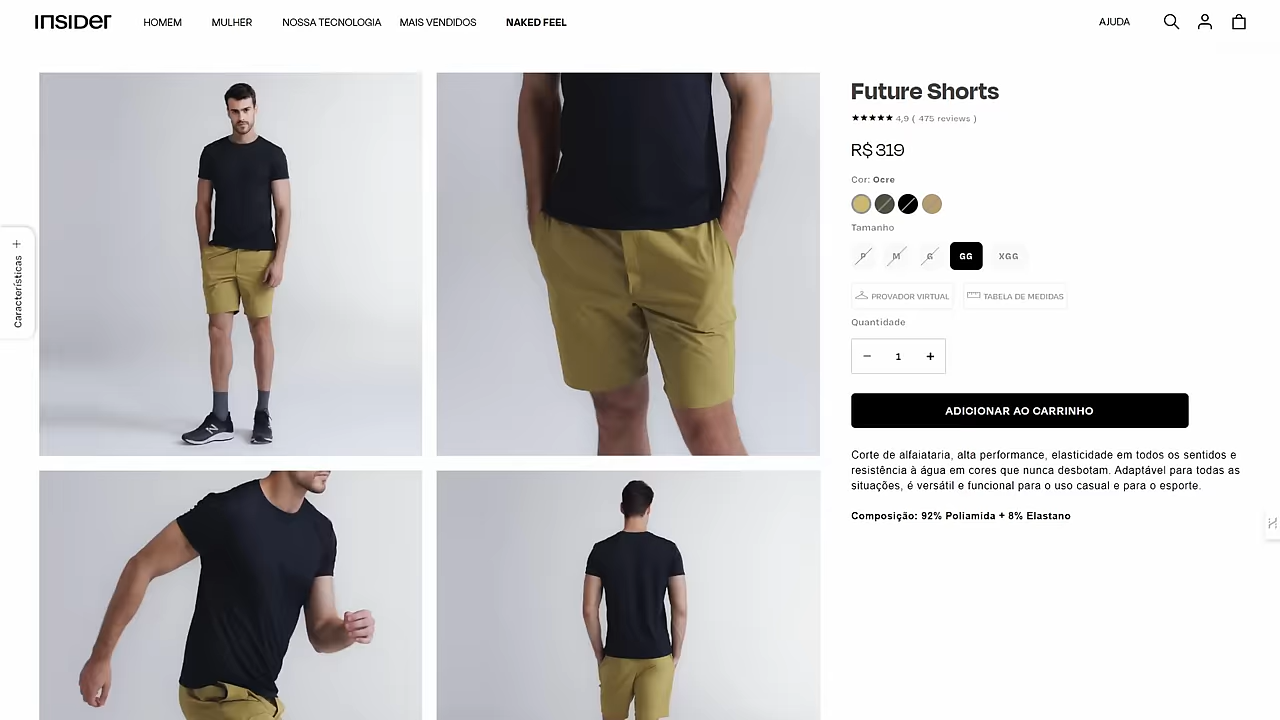 INSIDER
HOMEM MULHER NOSSA TECNOLOGIA MAIS VENDIDOS NAKED FEEL AJUDA
+ Características
Future Shorts
★★★★★ 4,9 ( 475 reviews )
R$ 319
Cor: Ocre
Tamanho
P M G GG XGG
PROVADOR VIRTUAL TABELA DE MEDIDAS
Quantidade
− 1 +
ADICIONAR AO CARRINHO
Corte de alfaiataria, alta performance, elasticidade em todos os sentidos e
resistência à água em cores que nunca desbotam. Adaptável para todas as
situações, é versátil e funcional para o uso casual e para o esporte.
Composição: 92% Poliamida + 8% Elastano